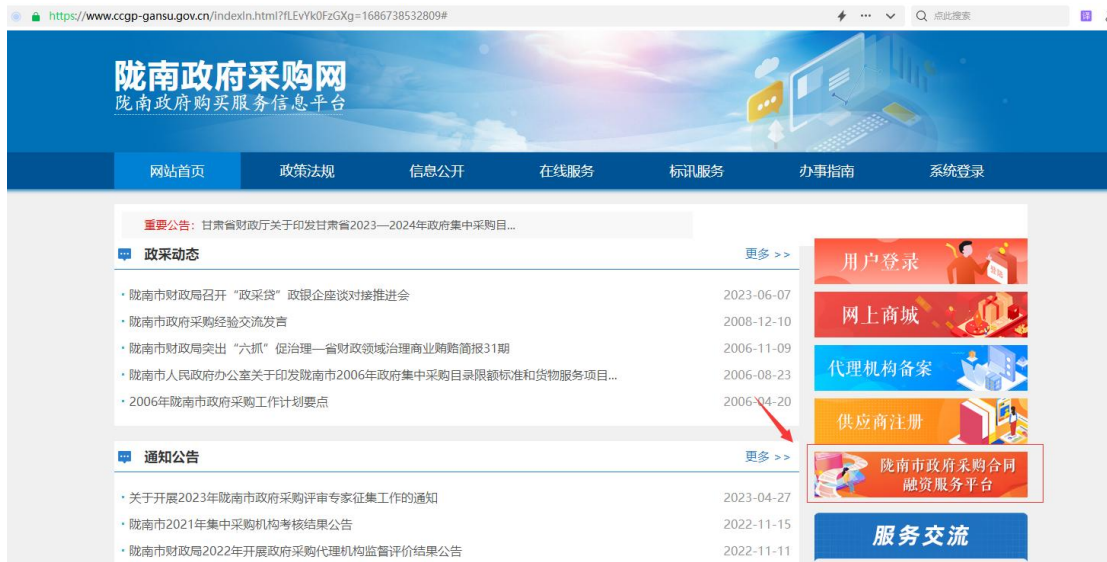 https://www.ccgp-gansu.gov.cn/indexln.html?fLEvYk0FzGXg=1686738532809#
点此搜索
译
陇南政府采购网
陇南政府购买服务信息平台
网站首页 政策法规 信息公开 在线服务 标讯服务 办事指南 系统登录
重要公告：甘肃省财政厅关于印发甘肃省2023—2024年政府集中采购目...
政采动态 更多 >>
陇南市财政局召开“政采贷”政银企座谈对接推进会 2023-06-07
陇南市政府采购经验交流发言 2008-12-10
陇南市财政局突出“六抓”促治理—省财政领域治理商业贿赂简报31期 2006-11-09
陇南市人民政府办公室关于印发陇南市2006年政府集中采购目录限额标准和货物服务项目... 2006-08-23
2006年陇南市政府采购工作计划要点 2006-04-20
通知公告 更多 >>
关于开展2023年陇南市政府采购评审专家征集工作的通知 2023-04-27
陇南市2021年集中采购机构考核结果公告 2022-11-15
陇南市财政局2022年开展政府采购代理机构监督评价结果公告 2022-11-11
用户登录
网上商城
代理机构备案
供应商注册
陇南市政府采购合同
融资服务平台
服务交流